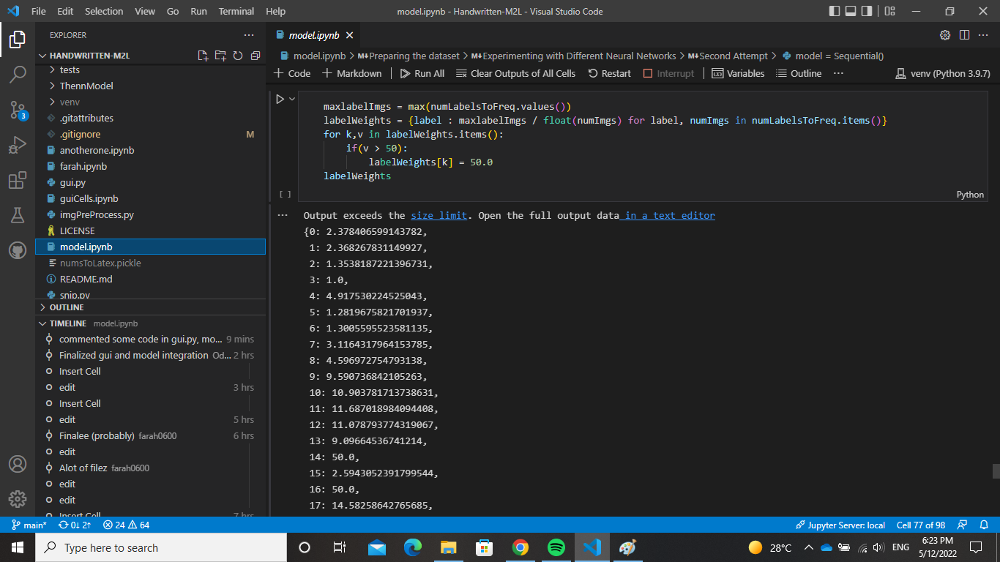 File Edit Selection View Go Run Terminal Help
model.ipynb - Handwritten-M2L - Visual Studio Code
EXPLORER
HANDWRITTEN-M2L
tests
ThennModel
venv
.gitattributes
.gitignore M
anotherone.ipynb
farah.ipynb
gui.py
guiCells.ipynb
imgPreProcess.py
LICENSE
model.ipynb
numsToLatex.pickle
README.md
snip.py
OUTLINE
TIMELINE model.ipynb
commented some code in gui.py, mo... 9 mins
Finalized gui and model integration Od... 2 hrs
Insert Cell
edit 3 hrs
Insert Cell
edit 5 hrs
Finalee (probably) farah0600 6 hrs
edit
Alot of filez farah0600
edit
edit
Insert Cell 7 hrs
3
model.ipynb
model.ipynb > M↓Preparing the dataset > M↓Experimenting with Different Neural Networks > M↓Second Attempt > model = Sequential()
+ Code + Markdown Run All Clear Outputs of All Cells Restart Interrupt Variables Outline ... venv (Python 3.9.7)
maxlabelImgs = max(numLabelsToFreq.values())
labelWeights = {label : maxlabelImgs / float(numImgs) for label, numImgs in numLabelsToFreq.items()}
for k,v in labelWeights.items():
if(v > 50):
labelWeights[k] = 50.0
labelWeights
[ ] Python
... Output exceeds the size limit. Open the full output data in a text editor
{0: 2.378406599143782,
1: 2.368267831149927,
2: 1.3538187221396731,
3: 1.0,
4: 4.917530224525043,
5: 1.2819675821701937,
6: 1.3005595523581135,
7: 3.1164317964153785,
8: 4.596972754793138,
9: 9.590736842105263,
10: 10.903781713738631,
11: 11.687018984094408,
12: 11.078793774319067,
13: 9.09664536741214,
14: 50.0,
15: 2.5943052391799544,
16: 50.0,
17: 14.58258642765685,
main* 0↓ 2↑ 24 64
Jupyter Server: local Cell 77 of 98
Type here to search
28°C ENG 6:23 PM
5/12/2022